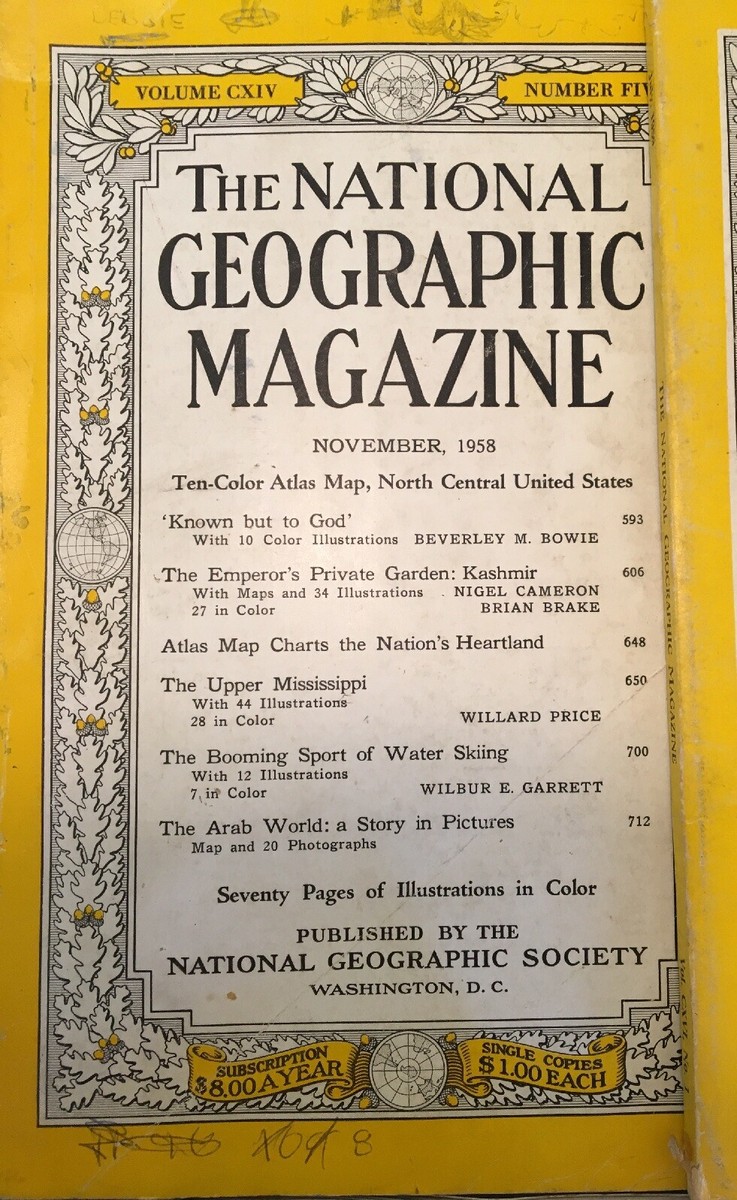 DEBBIE
VOLUME CXIV
NUMBER FIV
THE NATIONAL
GEOGRAPHIC
MAGAZINE
NOVEMBER, 1958
Ten-Color Atlas Map, North Central United States
'Known but to God' 593
With 10 Color Illustrations BEVERLEY M. BOWIE
The Emperor's Private Garden: Kashmir 606
With Maps and 34 Illustrations NIGEL CAMERON
27 in Color BRIAN BRAKE
Atlas Map Charts the Nation's Heartland 648
The Upper Mississippi 650
With 44 Illustrations
28 in Color WILLARD PRICE
The Booming Sport of Water Skiing 700
With 12 Illustrations
7 in Color WILBUR E. GARRETT
The Arab World: a Story in Pictures 712
Map and 20 Photographs
Seventy Pages of Illustrations in Color
PUBLISHED BY THE
NATIONAL GEOGRAPHIC SOCIETY
WASHINGTON, D. C.
SUBSCRIPTION
$8.00 A YEAR
SINGLE COPIES
$1.00 EACH
8
THE NATIONAL GEOGRAPHIC MAGAZINE